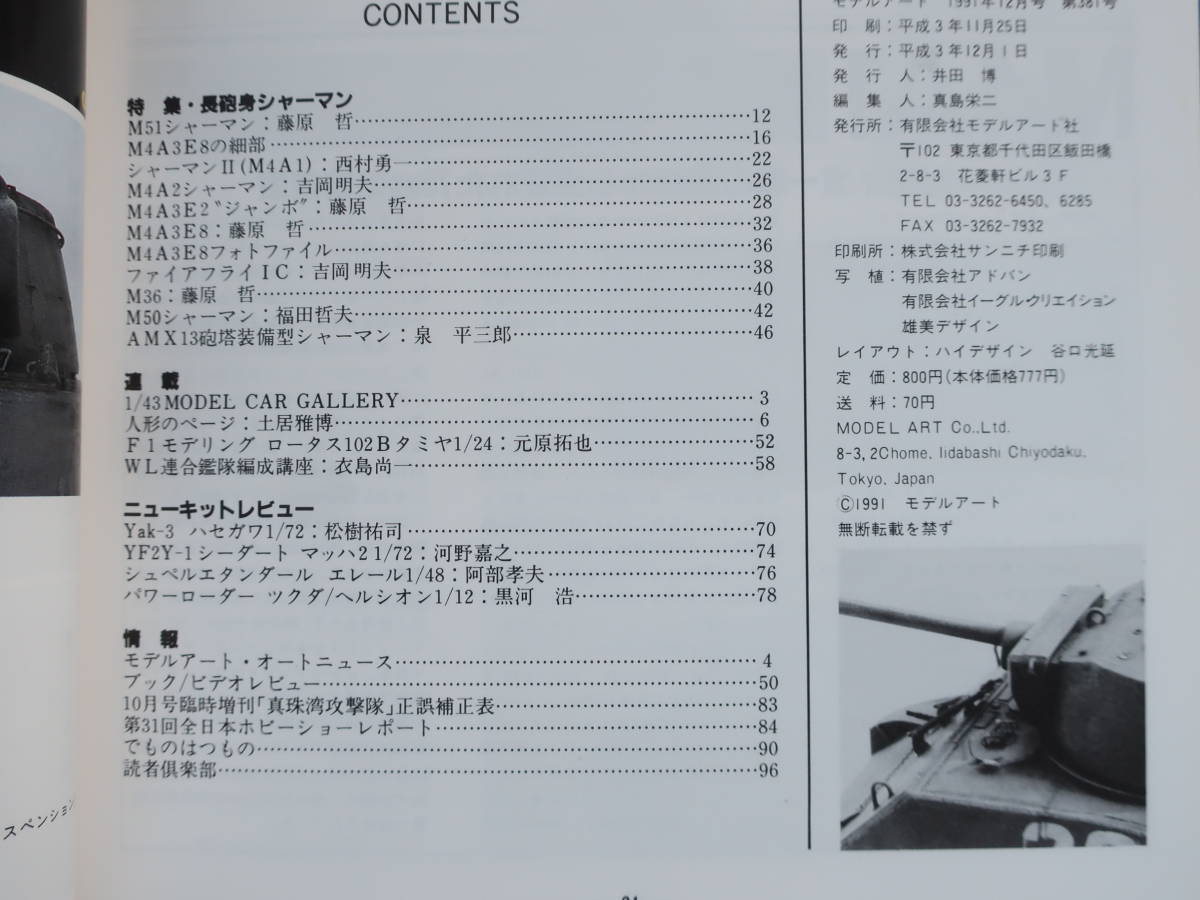 CONTENTS
特 集・長砲身シャーマン
M51シャーマン：藤原 哲……12
M4A3E8の細部……16
シャーマンII(M4A1)：西村勇一……22
M4A2シャーマン：吉岡明夫……26
M4A3E2〝ジャンボ〟：藤原 哲……28
M4A3E8：藤原 哲……32
M4A3E8フォトファイル……36
ファイアフライIC：吉岡明夫……38
M36：藤原 哲……40
M50シャーマン：福田哲夫……42
AMX13砲塔装備型シャーマン：泉 平三郎……46
連 載
1/43MODEL CAR GALLERY……3
人形のページ：土居雅博……6
F1モデリング ロータス102Bタミヤ1/24：元原拓也……52
WL連合艦隊編成講座：衣島尚一……58
ニューキットレビュー
Yak-3 ハセガワ1/72：松樹祐司……70
YF2Y-1シーダート マッハ2 1/72：河野嘉之……74
シュペルエタンダール エレール1/48：阿部孝夫……76
パワーローダー ツクダ/ヘルシオン1/12：黒河 浩……78
情 報
モデルアート・オートニュース……4
ブック/ビデオレビュー……50
10月号臨時増刊「真珠湾攻撃隊」正誤補正表……83
第31回全日本ホビーショーレポート……84
でものはつもの……90
読者倶楽部……96
モデルアート 1991年12月号 第381号
印 刷：平成3年11月25日
発 行：平成3年12月1日
発 行 人：井田 博
編 集 人：真島栄二
発行所：有限会社モデルアート社
〒102 東京都千代田区飯田橋
2-8-3 花菱軒ビル3F
TEL 03-3262-6450、6285
FAX 03-3262-7932
印刷所：株式会社サンニチ印刷
写 植：有限会社アドバン
有限会社イーグル・クリエイション
雄美デザイン
レイアウト：ハイデザイン 谷口光延
定 価：800円(本体価格777円)
送 料：70円
MODEL ART Co.,Ltd.
8-3, 2Chome, Iidabashi Chiyodaku,
Tokyo, Japan
©1991 モデルアート
無断転載を禁ず
スペンション